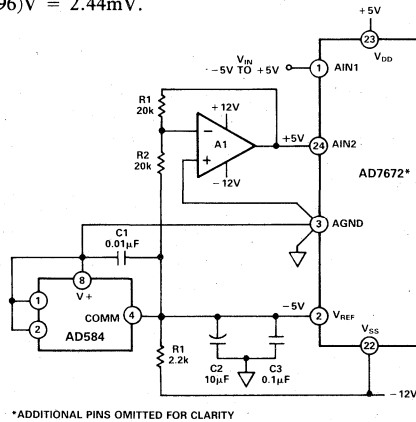 96)V = 2.44mV.
+5V
23
VDD
VIN
-5V TO +5V
1
AIN1
R1
20k
+12V
-
A1
+
+5V
24
AIN2
-12V
R2
20k
AD7672*
3
AGND
C1
0.01μF
8
V+
1
2
COMM
4
AD584
-5V
2
VREF
VSS
22
R1
2.2k
C2
10μF
C3
0.1μF
-12V
*ADDITIONAL PINS OMITTED FOR CLARITY